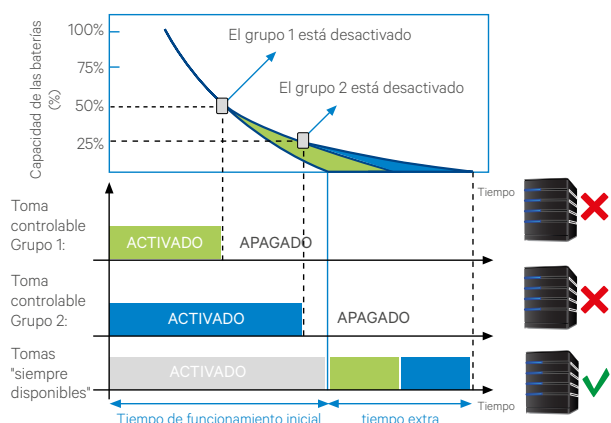 100%
75%
50%
25%
Capacidad de las baterías
(%)
El grupo 1 está desactivado
El grupo 2 está desactivado
Tiempo
Toma
controlable
Grupo 1:
ACTIVADO
APAGADO
Toma
controlable
Grupo 2:
ACTIVADO
APAGADO
Tomas
"siempre
disponibles"
ACTIVADO
Tiempo
Tiempo de funcionamiento inicial
tiempo extra